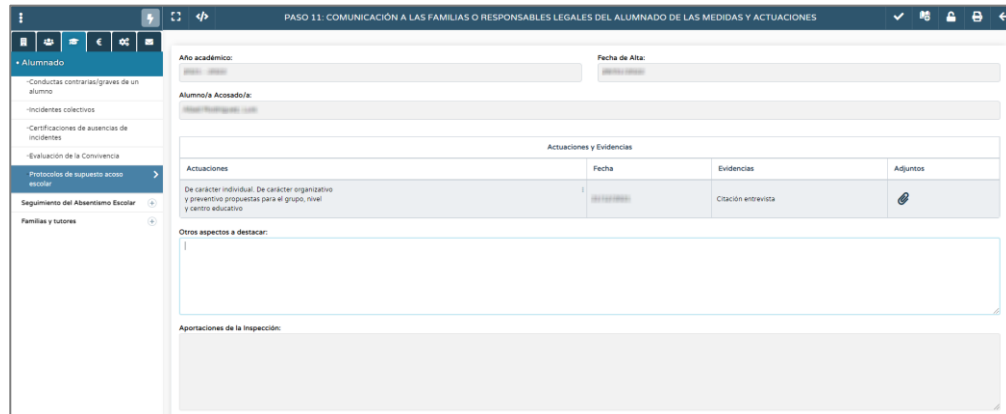 PASO 11: COMUNICACIÓN A LAS FAMILIAS O RESPONSABLES LEGALES DEL ALUMNADO DE LAS MEDIDAS Y ACTUACIONES
• Alumnado
-Conductas contrarias/graves de un
alumno
-Incidentes colectivos
-Certificaciones de ausencias de
incidentes
-Evaluación de la Convivencia
-Protocolos de supuesto acoso
escolar
Seguimiento del Absentismo Escolar
Familias y tutores
Año académico:
Fecha de Alta:
Alumno/a Acosado/a:
Actuaciones y Evidencias
Actuaciones Fecha Evidencias Adjuntos
De carácter individual. De carácter organizativo
y preventivo propuestas para el grupo, nivel
y centro educativo
Citación entrevista
Otros aspectos a destacar:
Aportaciones de la Inspección: